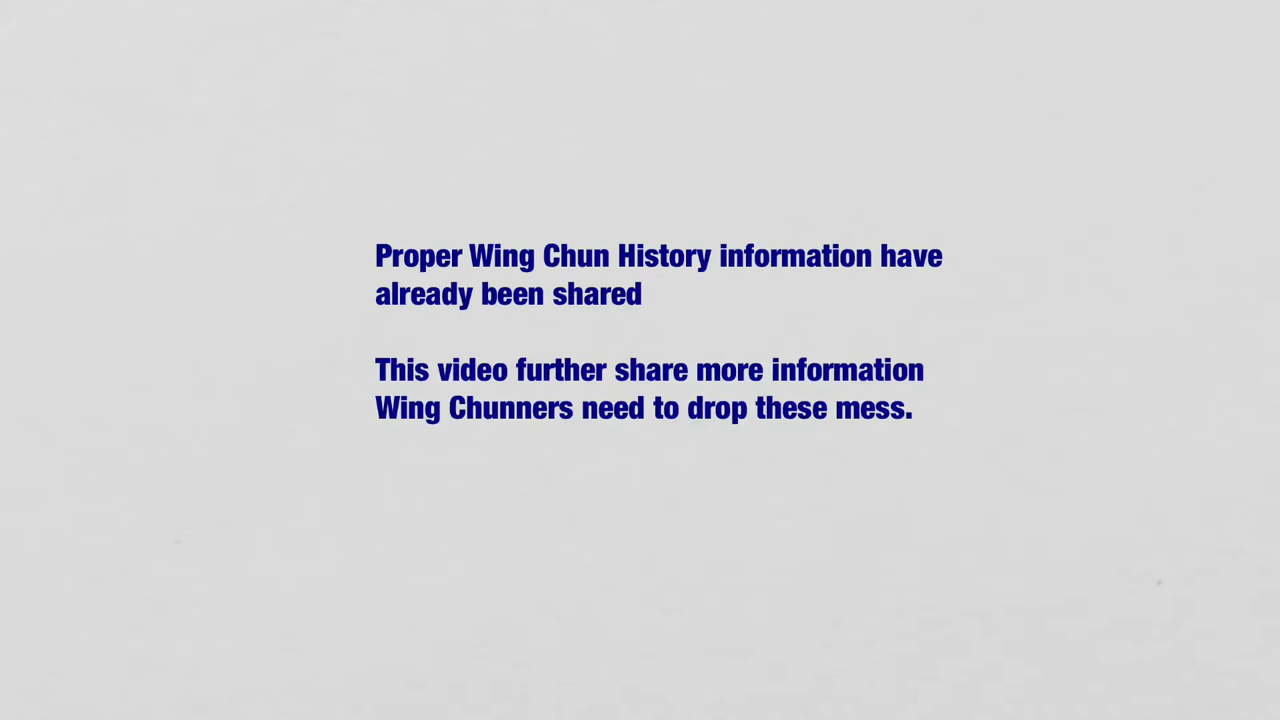 Proper Wing Chun History information have
already been shared
This video further share more information
Wing Chunners need to drop these mess.